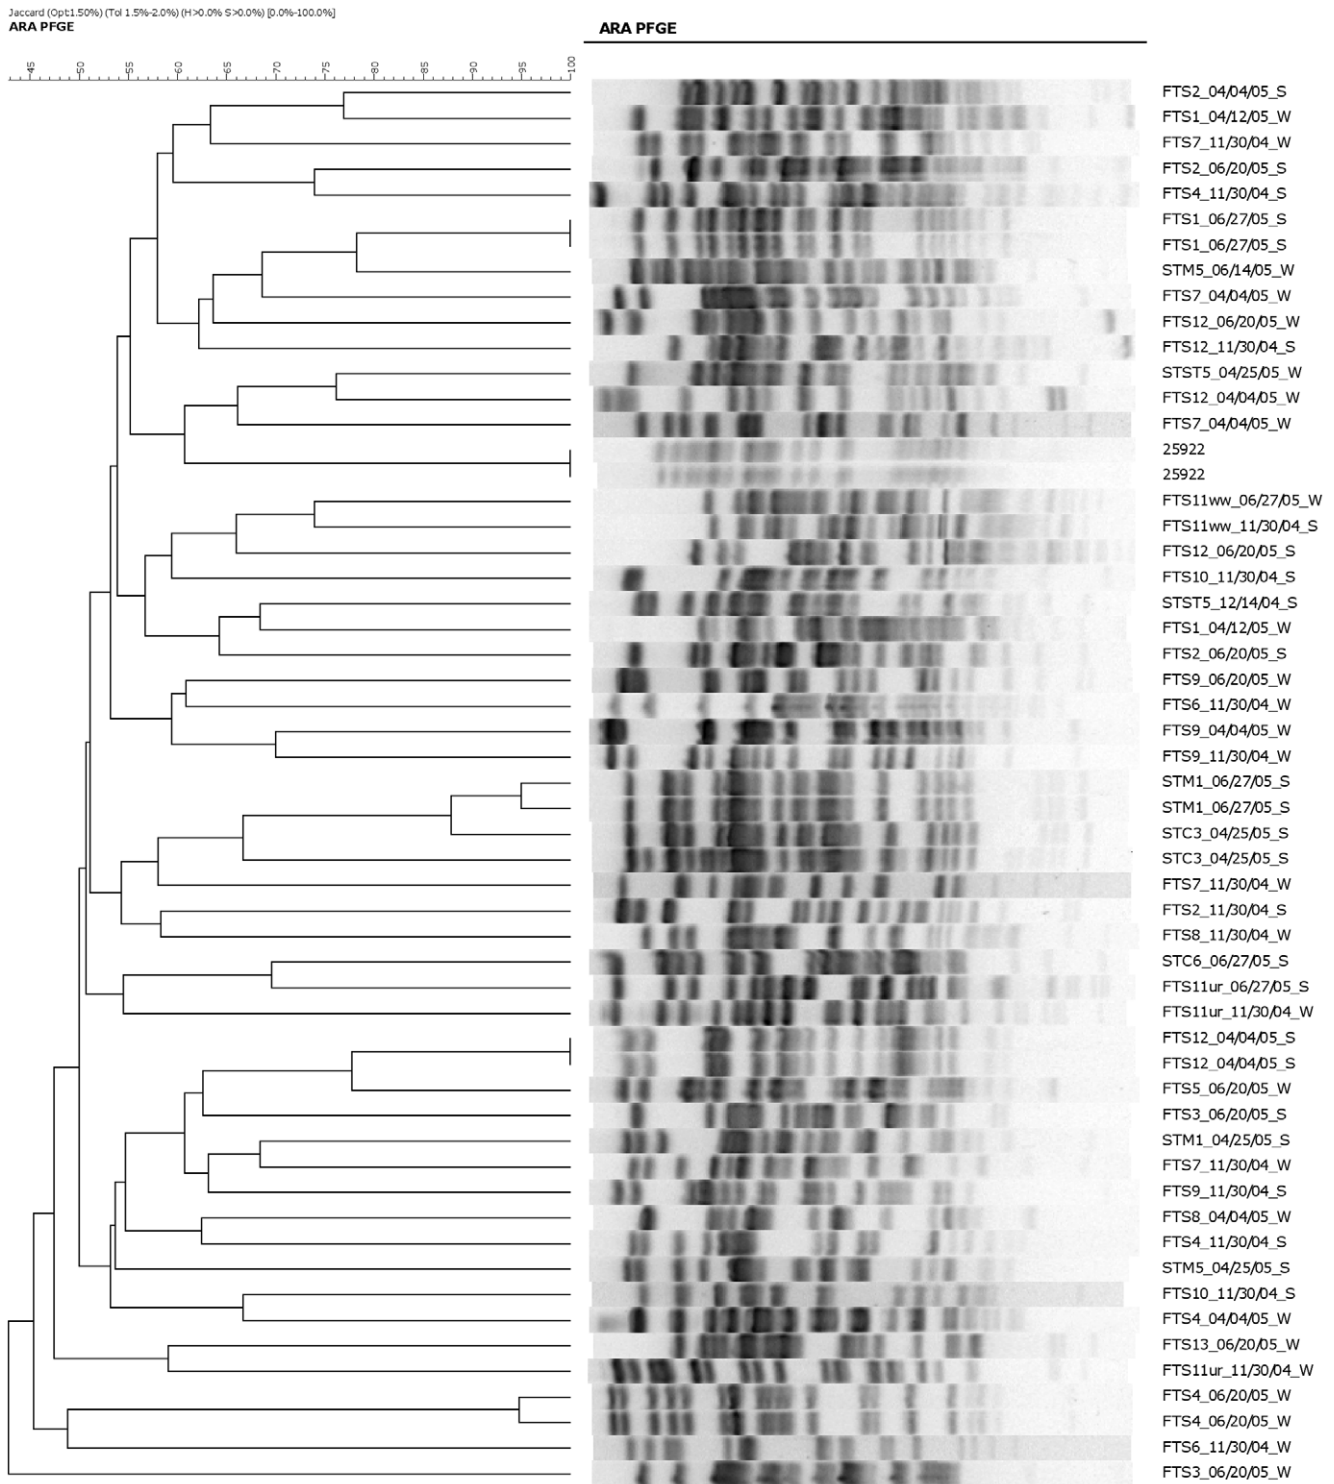 Jaccard (Opt:1.50%) (Tol 1.5%-2.0%) (H>0.0% S>0.0%) [0.0%-100.0%]
ARA PFGE
ARA PFGE
45 50 55 60 65 70 75 80 85 90 95 100
FTS2_04/04/05_S
FTS1_04/12/05_W
FTS7_11/30/04_W
FTS2_06/20/05_S
FTS4_11/30/04_S
FTS1_06/27/05_S
FTS1_06/27/05_S
STM5_06/14/05_W
FTS7_04/04/05_W
FTS12_06/20/05_W
FTS12_11/30/04_S
STST5_04/25/05_W
FTS12_04/04/05_W
FTS7_04/04/05_W
25922
25922
FTS11ww_06/27/05_W
FTS11ww_11/30/04_S
FTS12_06/20/05_S
FTS10_11/30/04_S
STST5_12/14/04_S
FTS1_04/12/05_W
FTS2_06/20/05_S
FTS9_06/20/05_W
FTS6_11/30/04_W
FTS9_04/04/05_W
FTS9_11/30/04_W
STM1_06/27/05_S
STM1_06/27/05_S
STC3_04/25/05_S
STC3_04/25/05_S
FTS7_11/30/04_W
FTS2_11/30/04_S
FTS8_11/30/04_W
STC6_06/27/05_S
FTS11ur_06/27/05_S
FTS11ur_11/30/04_W
FTS12_04/04/05_S
FTS12_04/04/05_S
FTS5_06/20/05_W
FTS3_06/20/05_S
STM1_04/25/05_S
FTS7_11/30/04_W
FTS9_11/30/04_S
FTS8_04/04/05_W
FTS4_11/30/04_S
STM5_04/25/05_S
FTS10_11/30/04_S
FTS4_04/04/05_W
FTS13_06/20/05_W
FTS11ur_11/30/04_W
FTS4_06/20/05_W
FTS4_06/20/05_W
FTS6_11/30/04_W
FTS3_06/20/05_W